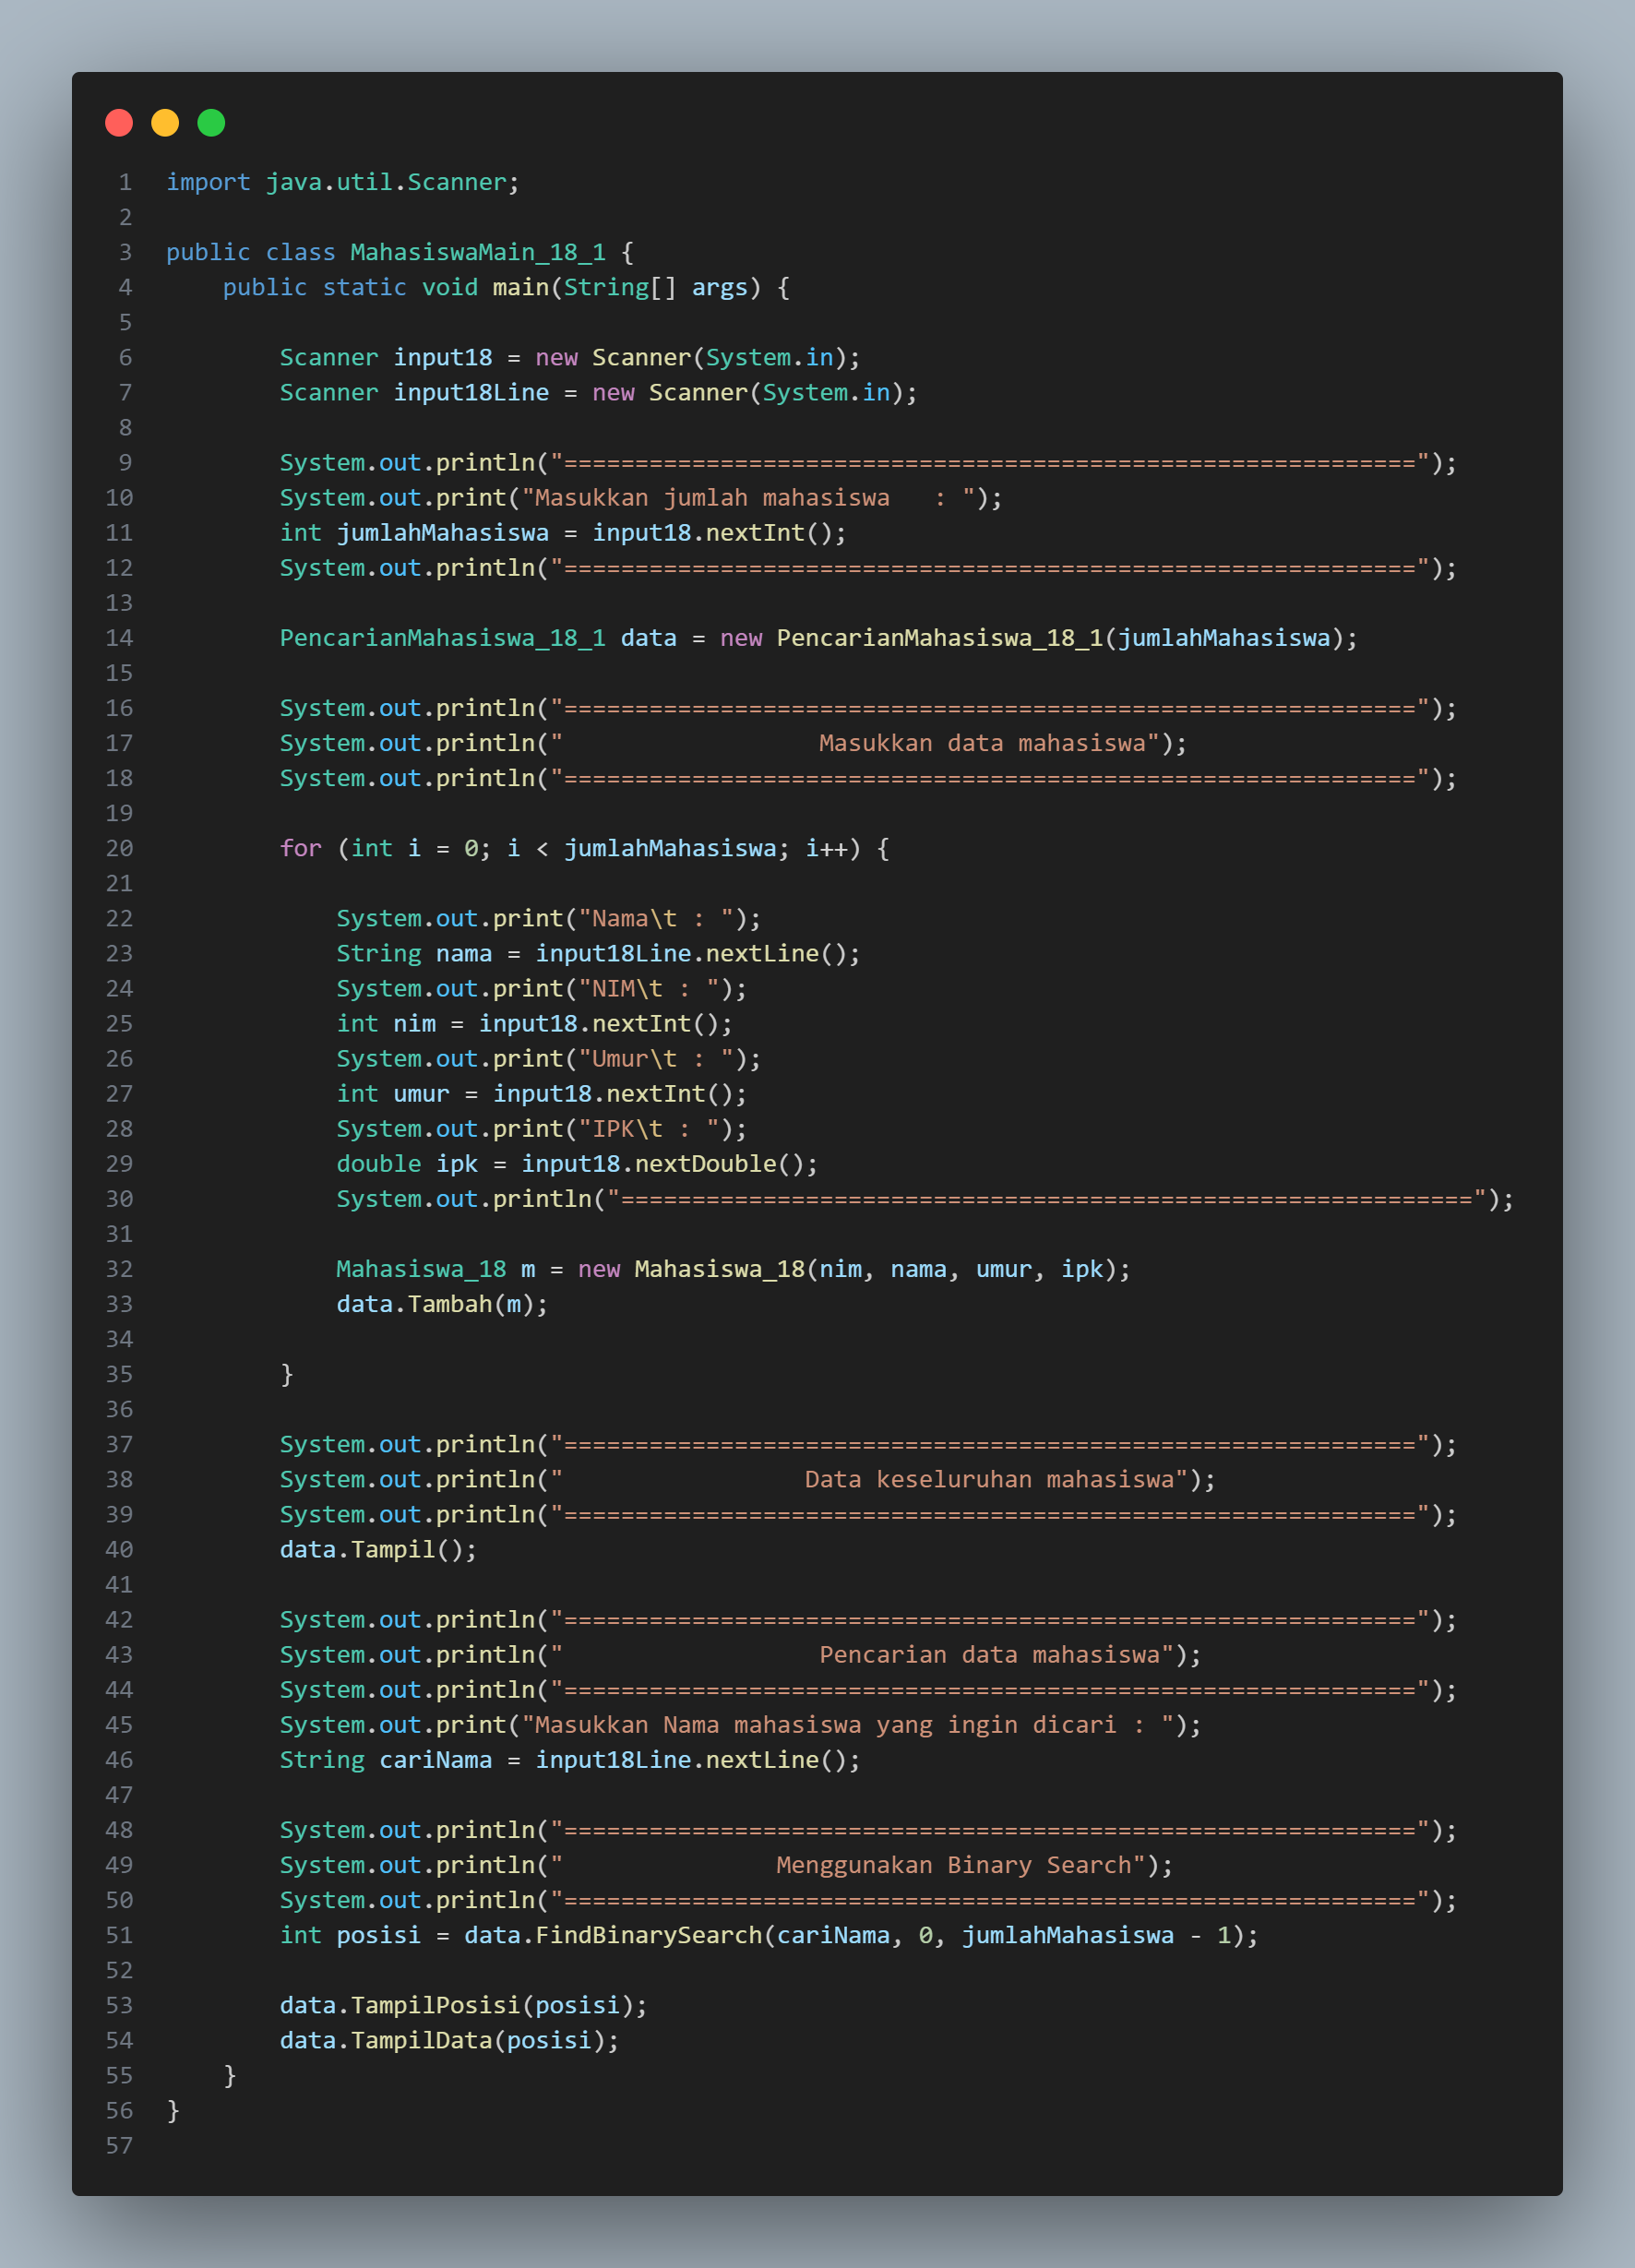 1 import java.util.Scanner;
2
3 public class MahasiswaMain_18_1 {
4     public static void main(String[] args) {
5
6         Scanner input18 = new Scanner(System.in);
7         Scanner input18Line = new Scanner(System.in);
8
9         System.out.println("============================================================");
10         System.out.print("Masukkan jumlah mahasiswa   : ");
11         int jumlahMahasiswa = input18.nextInt();
12         System.out.println("============================================================");
13
14         PencarianMahasiswa_18_1 data = new PencarianMahasiswa_18_1(jumlahMahasiswa);
15
16         System.out.println("============================================================");
17         System.out.println("                  Masukkan data mahasiswa");
18         System.out.println("============================================================");
19
20         for (int i = 0; i < jumlahMahasiswa; i++) {
21
22             System.out.print("Nama\t : ");
23             String nama = input18Line.nextLine();
24             System.out.print("NIM\t : ");
25             int nim = input18.nextInt();
26             System.out.print("Umur\t : ");
27             int umur = input18.nextInt();
28             System.out.print("IPK\t : ");
29             double ipk = input18.nextDouble();
30             System.out.println("============================================================");
31
32             Mahasiswa_18 m = new Mahasiswa_18(nim, nama, umur, ipk);
33             data.Tambah(m);
34
35         }
36
37         System.out.println("============================================================");
38         System.out.println("                 Data keseluruhan mahasiswa");
39         System.out.println("============================================================");
40         data.Tampil();
41
42         System.out.println("============================================================");
43         System.out.println("                  Pencarian data mahasiswa");
44         System.out.println("============================================================");
45         System.out.print("Masukkan Nama mahasiswa yang ingin dicari : ");
46         String cariNama = input18Line.nextLine();
47
48         System.out.println("============================================================");
49         System.out.println("               Menggunakan Binary Search");
50         System.out.println("============================================================");
51         int posisi = data.FindBinarySearch(cariNama, 0, jumlahMahasiswa - 1);
52
53         data.TampilPosisi(posisi);
54         data.TampilData(posisi);
55     }
56 }
57